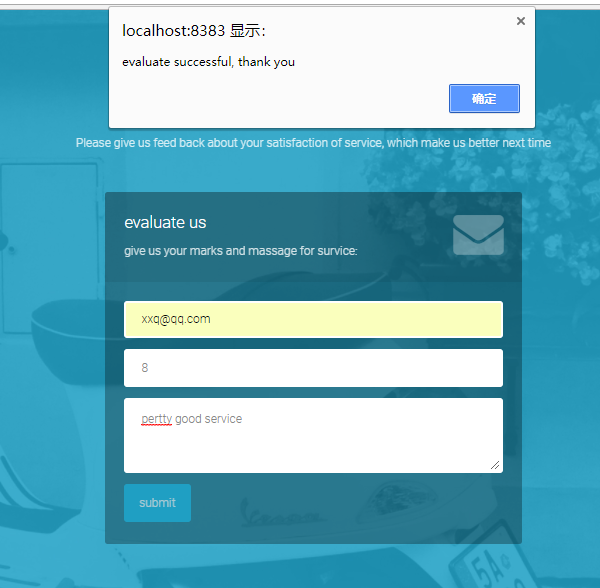 localhost:8383 显示：
evaluate successful, thank you
确定
Please give us feed back about your satisfaction of service, which make us better next time
evaluate us
give us your marks and massage for survice:
xxq@qq.com
8
pertty good service
submit
Vespa
5A